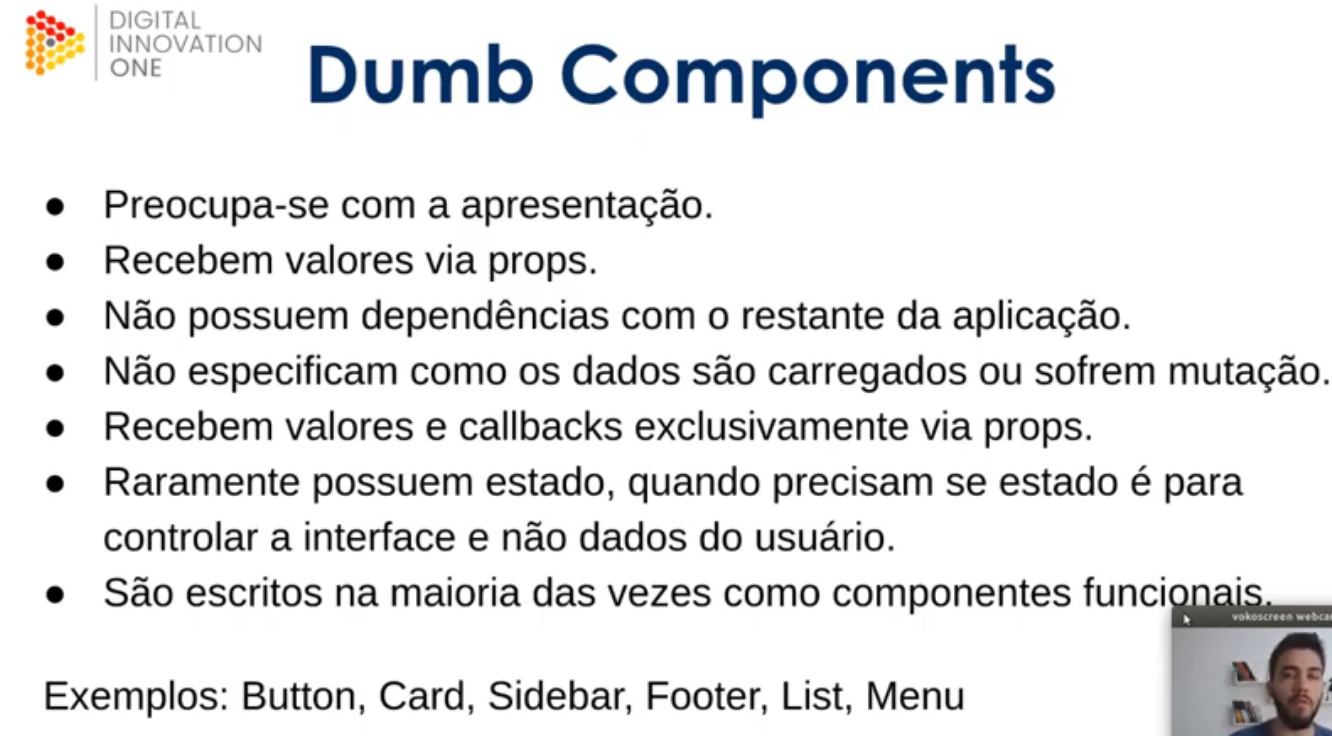 DIGITAL
INNOVATION
ONE
Dumb Components
● Preocupa-se com a apresentação.
● Recebem valores via props.
● Não possuem dependências com o restante da aplicação.
● Não especificam como os dados são carregados ou sofrem mutação.
● Recebem valores e callbacks exclusivamente via props.
● Raramente possuem estado, quando precisam se estado é para
controlar a interface e não dados do usuário.
● São escritos na maioria das vezes como componentes funcionais.
vokoscreen webca
Exemplos: Button, Card, Sidebar, Footer, List, Menu